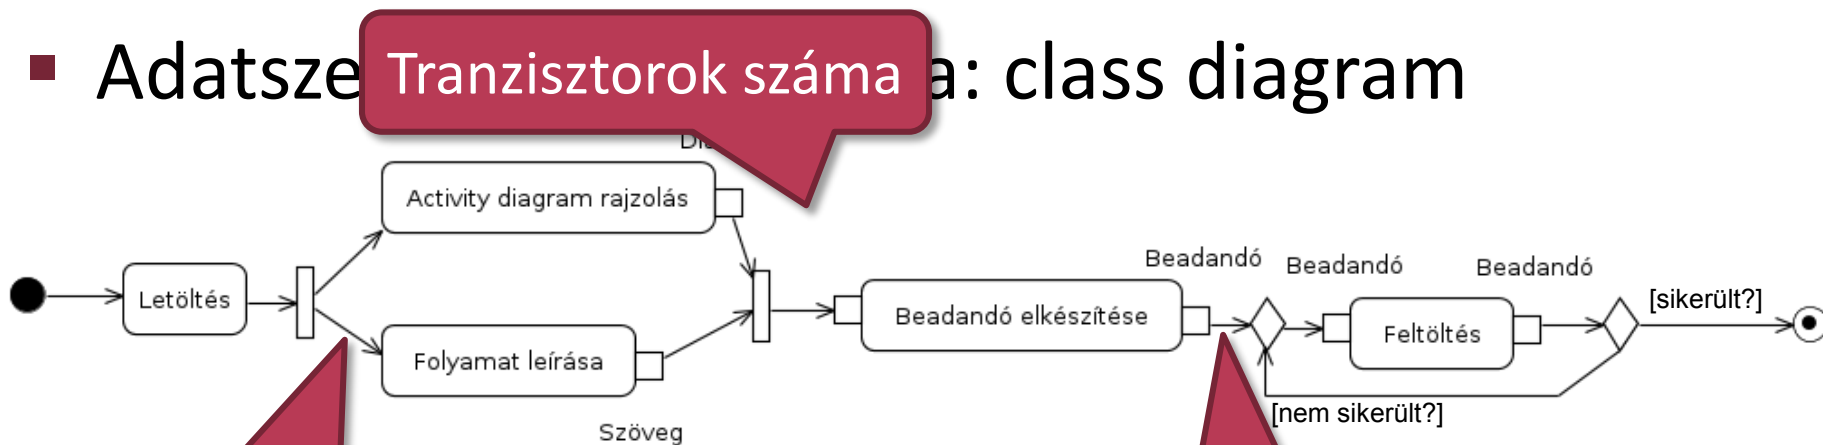 Adatsze
Tranzisztorok száma
a: class diagram
Activity diagram rajzolás
Letöltés
Folyamat leírása
Szöveg
Beadandó elkészítése
Beadandó
Beadandó
Beadandó
Feltöltés
[sikerült?]
[nem sikerült?]